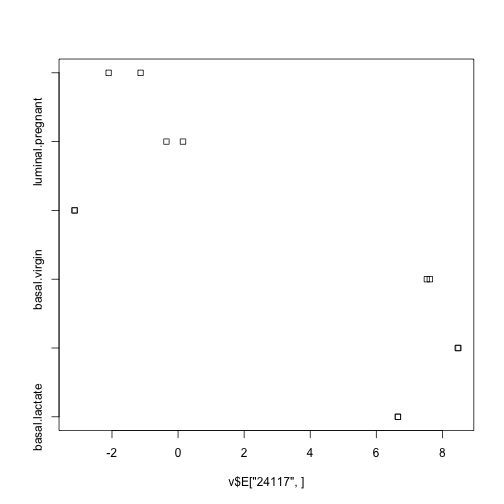 luminal.pregnant
basal.virgin
basal.lactate
-2 0 2 4 6 8
v$E["24117", ]